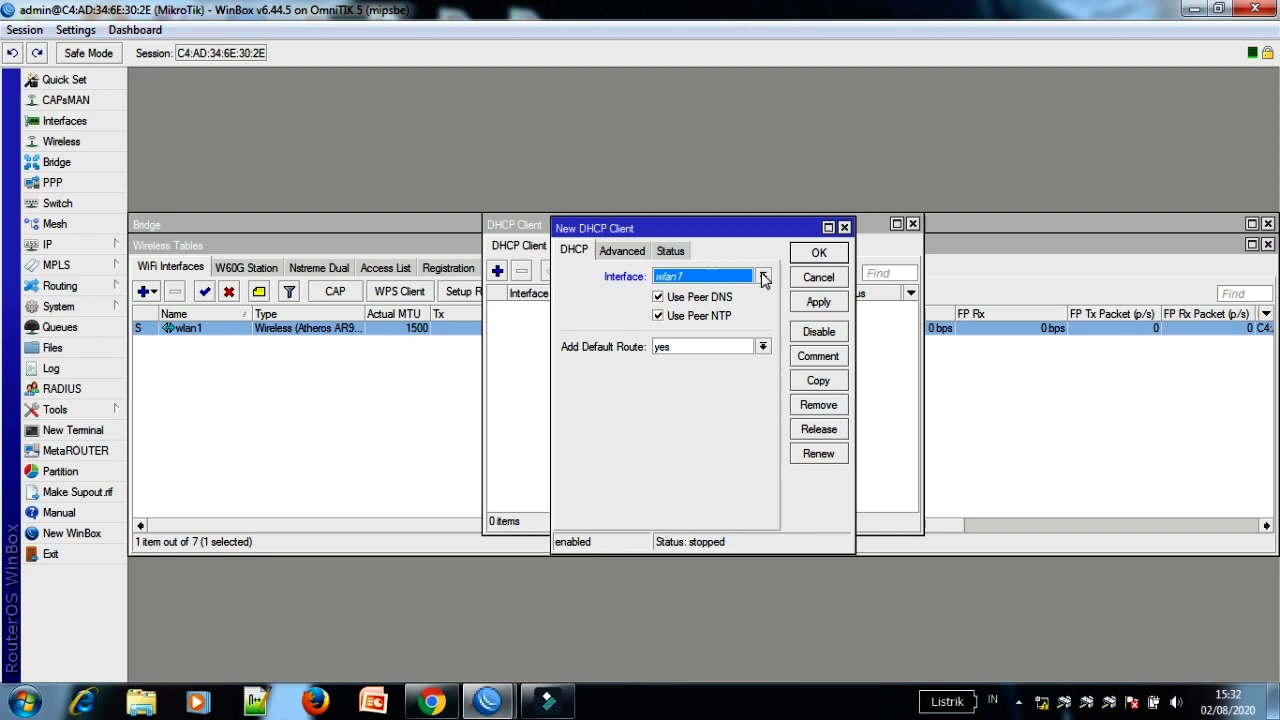 admin@C4:AD:34:6E:30:2E (MikroTik) - WinBox v6.44.5 on OmniTIK 5 (mipsbe)
Session Settings Dashboard
Safe Mode Session: C4:AD:34:6E:30:2E
Quick Set
CAPsMAN
Interfaces
Wireless
Bridge
PPP
Switch
Mesh
IP
MPLS
Routing
System
Queues
Files
Log
RADIUS
Tools
New Terminal
MetaROUTER
Partition
Make Supout.rif
Manual
New WinBox
Exit
RouterOS WinBox
Bridge
Wireless Tables
WiFi Interfaces W60G Station Nstreme Dual Access List Registration
CAP WPS Client Setup R
Name Type Actual MTU Tx
S wlan1 Wireless (Atheros AR9... 1500
1 item out of 7 (1 selected)
DHCP Client
DHCP Client
Interface
0 items
New DHCP Client
DHCP Advanced Status
Interface: wlan1
Use Peer DNS
Use Peer NTP
Add Default Route: yes
OK
Cancel
Apply
Disable
Comment
Copy
Remove
Release
Renew
enabled Status: stopped
Find
us
Find
FP Rx FP Tx Packet (p/s) FP Rx Packet (p/s)
0 bps 0 bps 0 0 C4:
Listrik IN 15:32
02/08/2020